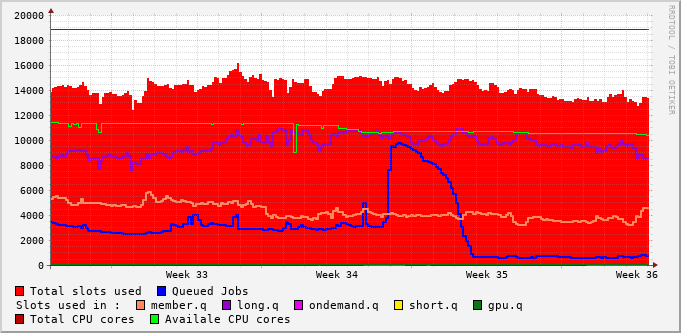 RRDTOOL / TOBI OETIKER
20000
18000
16000
14000
12000
10000
8000
6000
4000
2000
0
Week 33 Week 34 Week 35 Week 36
Total slots used Queued Jobs
Slots used in : member.q long.q ondemand.q short.q gpu.q
Total CPU cores Availale CPU cores